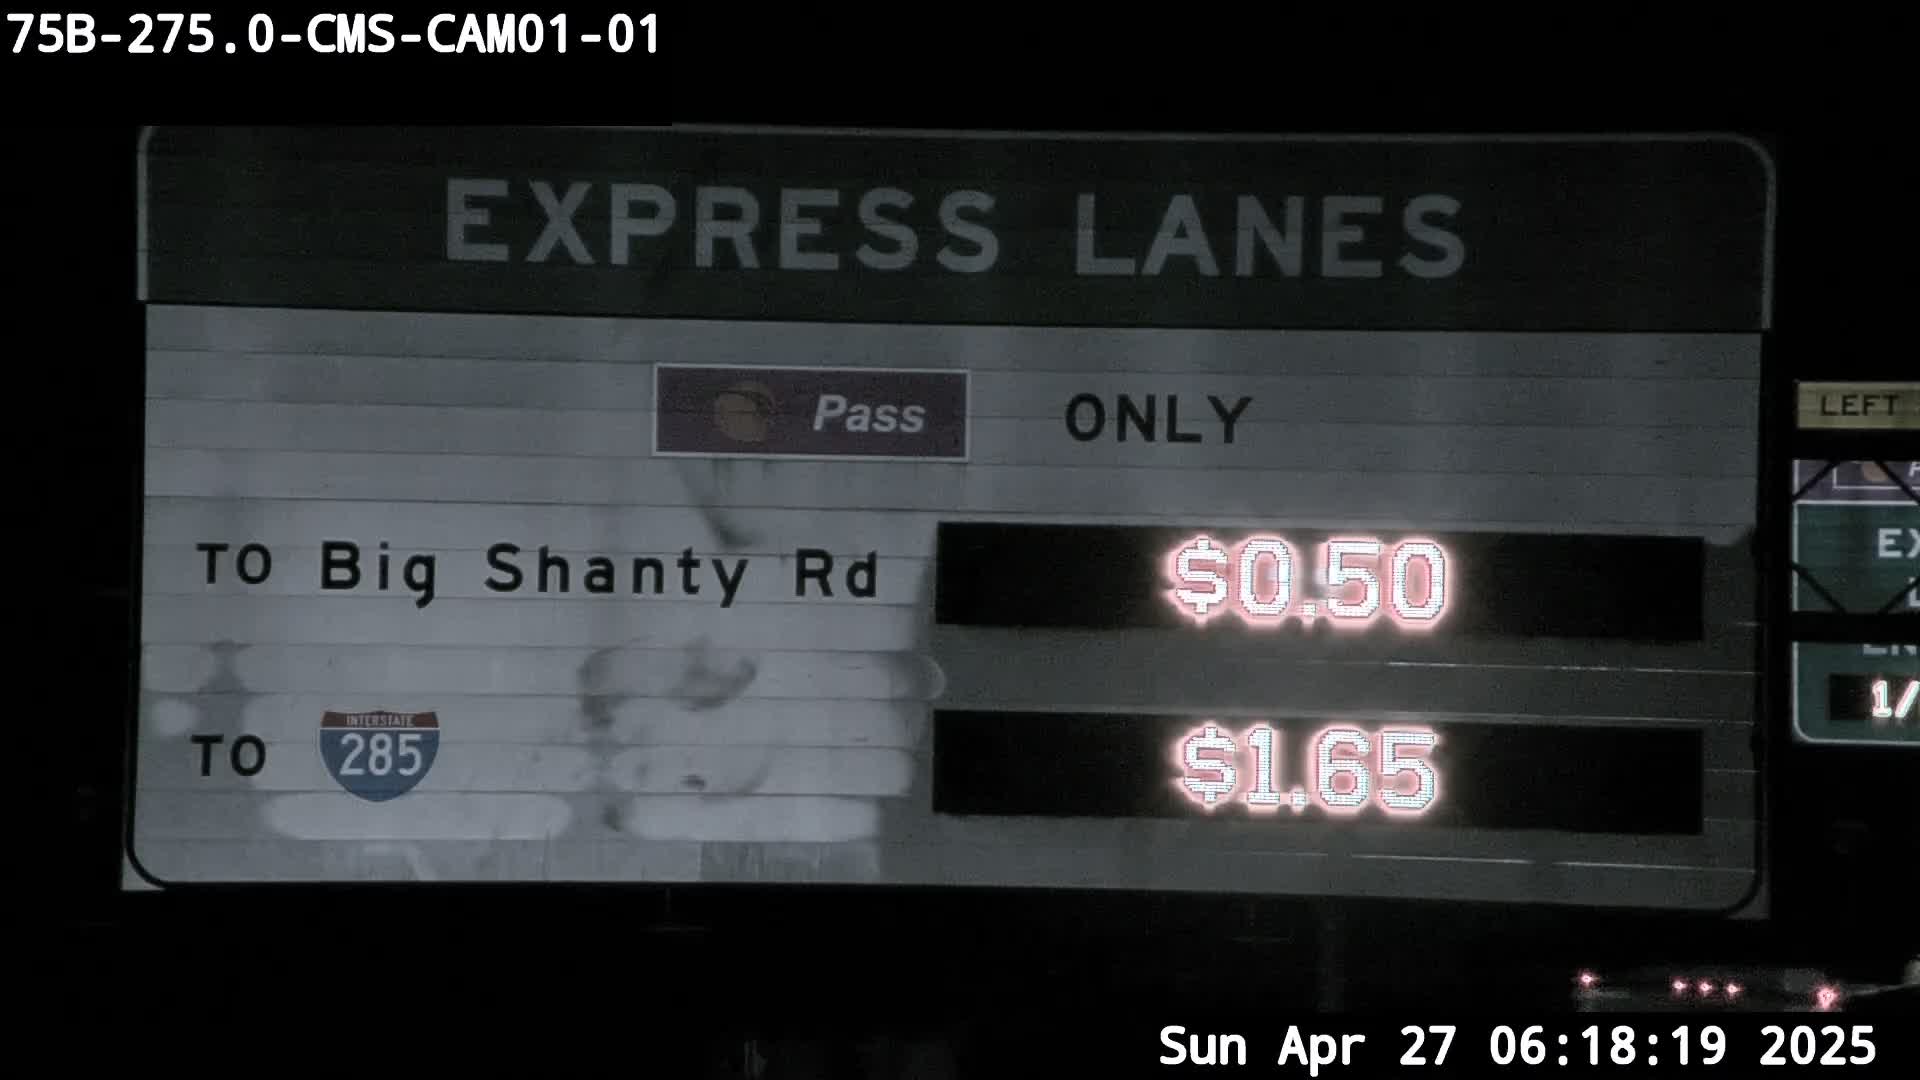 75B-275.0-CMS-CAM01-01
EXPRESS LANES
Pass ONLY
TO Big Shanty Rd $0.50
TO INTERSTATE 285 $1.65
LEFT
1/
Sun Apr 27 06:18:19 2025